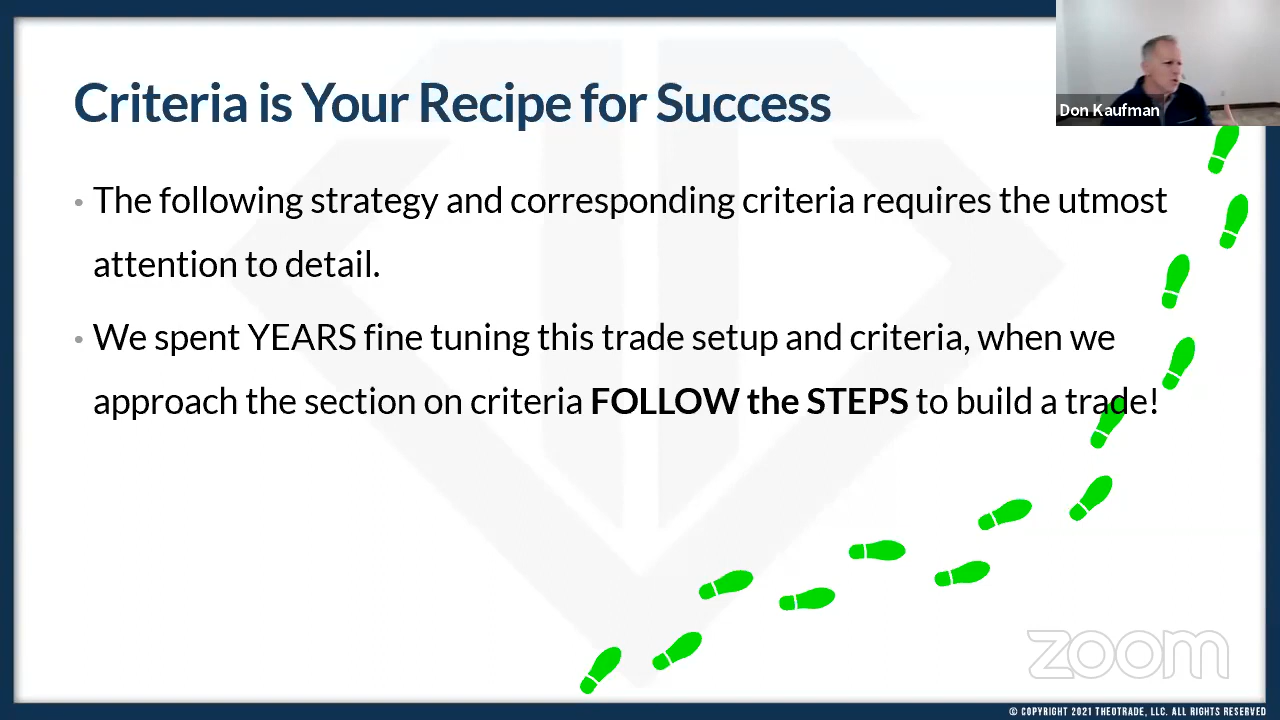 Criteria is Your Recipe for Success
Don Kaufman
• The following strategy and corresponding criteria requires the utmost
attention to detail.
• We spent YEARS fine tuning this trade setup and criteria, when we
approach the section on criteria FOLLOW the STEPS to build a trade!
zoom
© COPYRIGHT 2021 THEOTRADE, LLC. ALL RIGHTS RESERVED